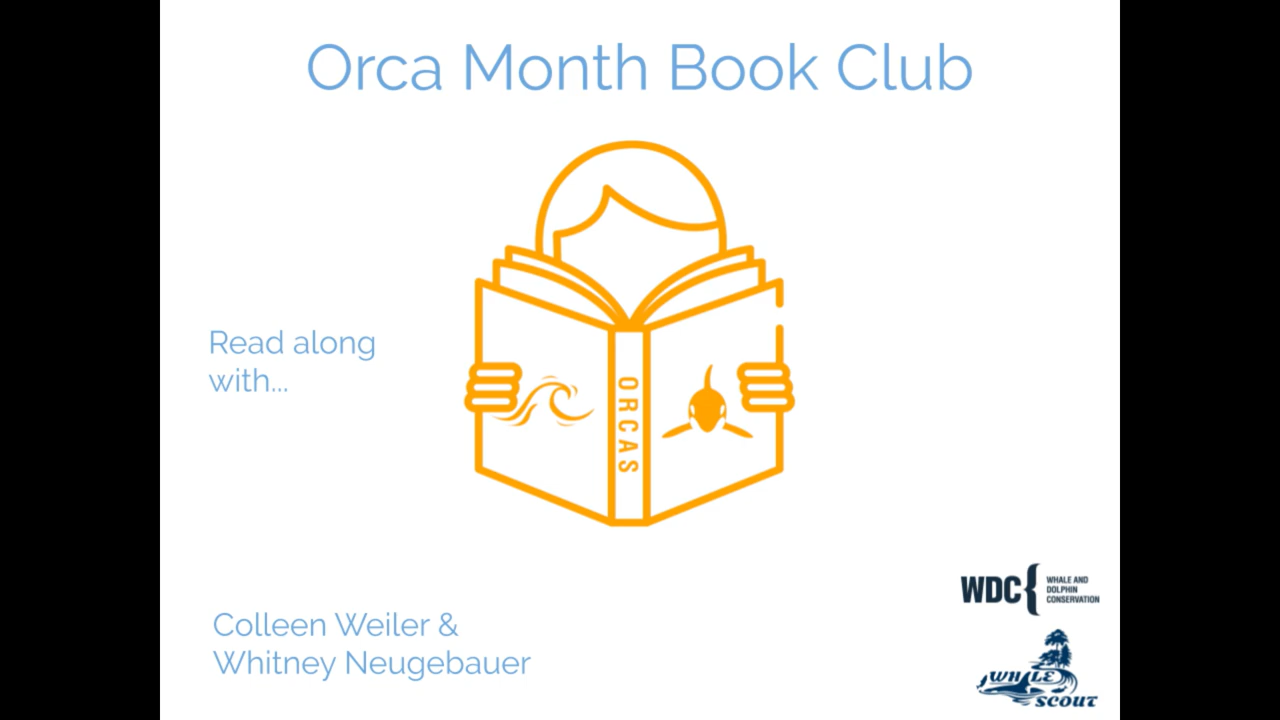 Orca Month Book Club
Read along
with...
ORCAS
Colleen Weiler &
Whitney Neugebauer
WDC
WHALE AND
DOLPHIN
CONSERVATION
WHALE
SCOUT